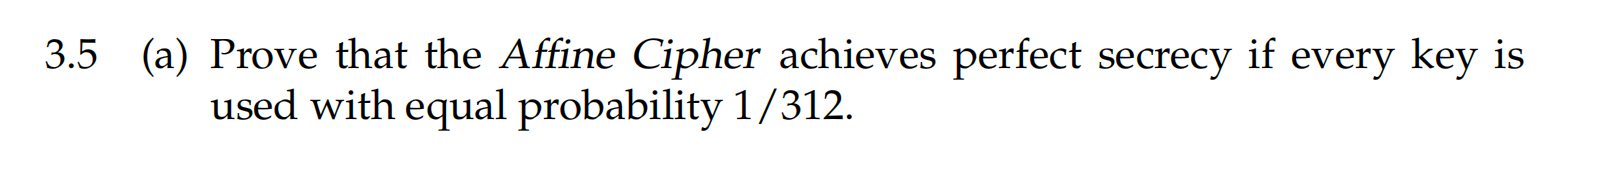 3.5 (a) Prove that the Affine Cipher achieves perfect secrecy if every key is
used with equal probability 1/312.